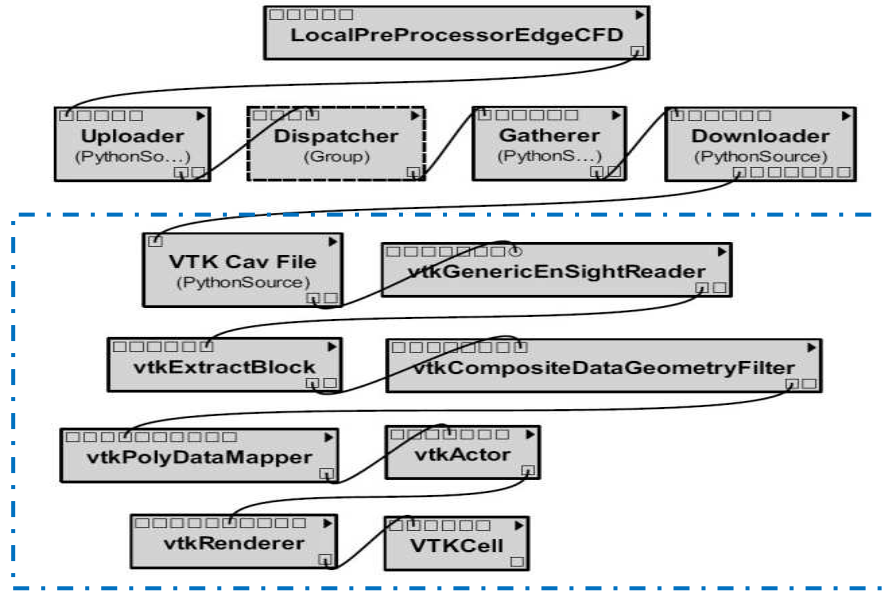 LocalPreProcessorEdgeCFD
Uploader
(PythonSo...)
Dispatcher
(Group)
Gatherer
(PythonS...)
Downloader
(PythonSource)
VTK Cav File
(PythonSource)
vtkGenericEnSightReader
vtkExtractBlock
vtkCompositeDataGeometryFilter
vtkPolyDataMapper
vtkActor
vtkRenderer
VTKCell